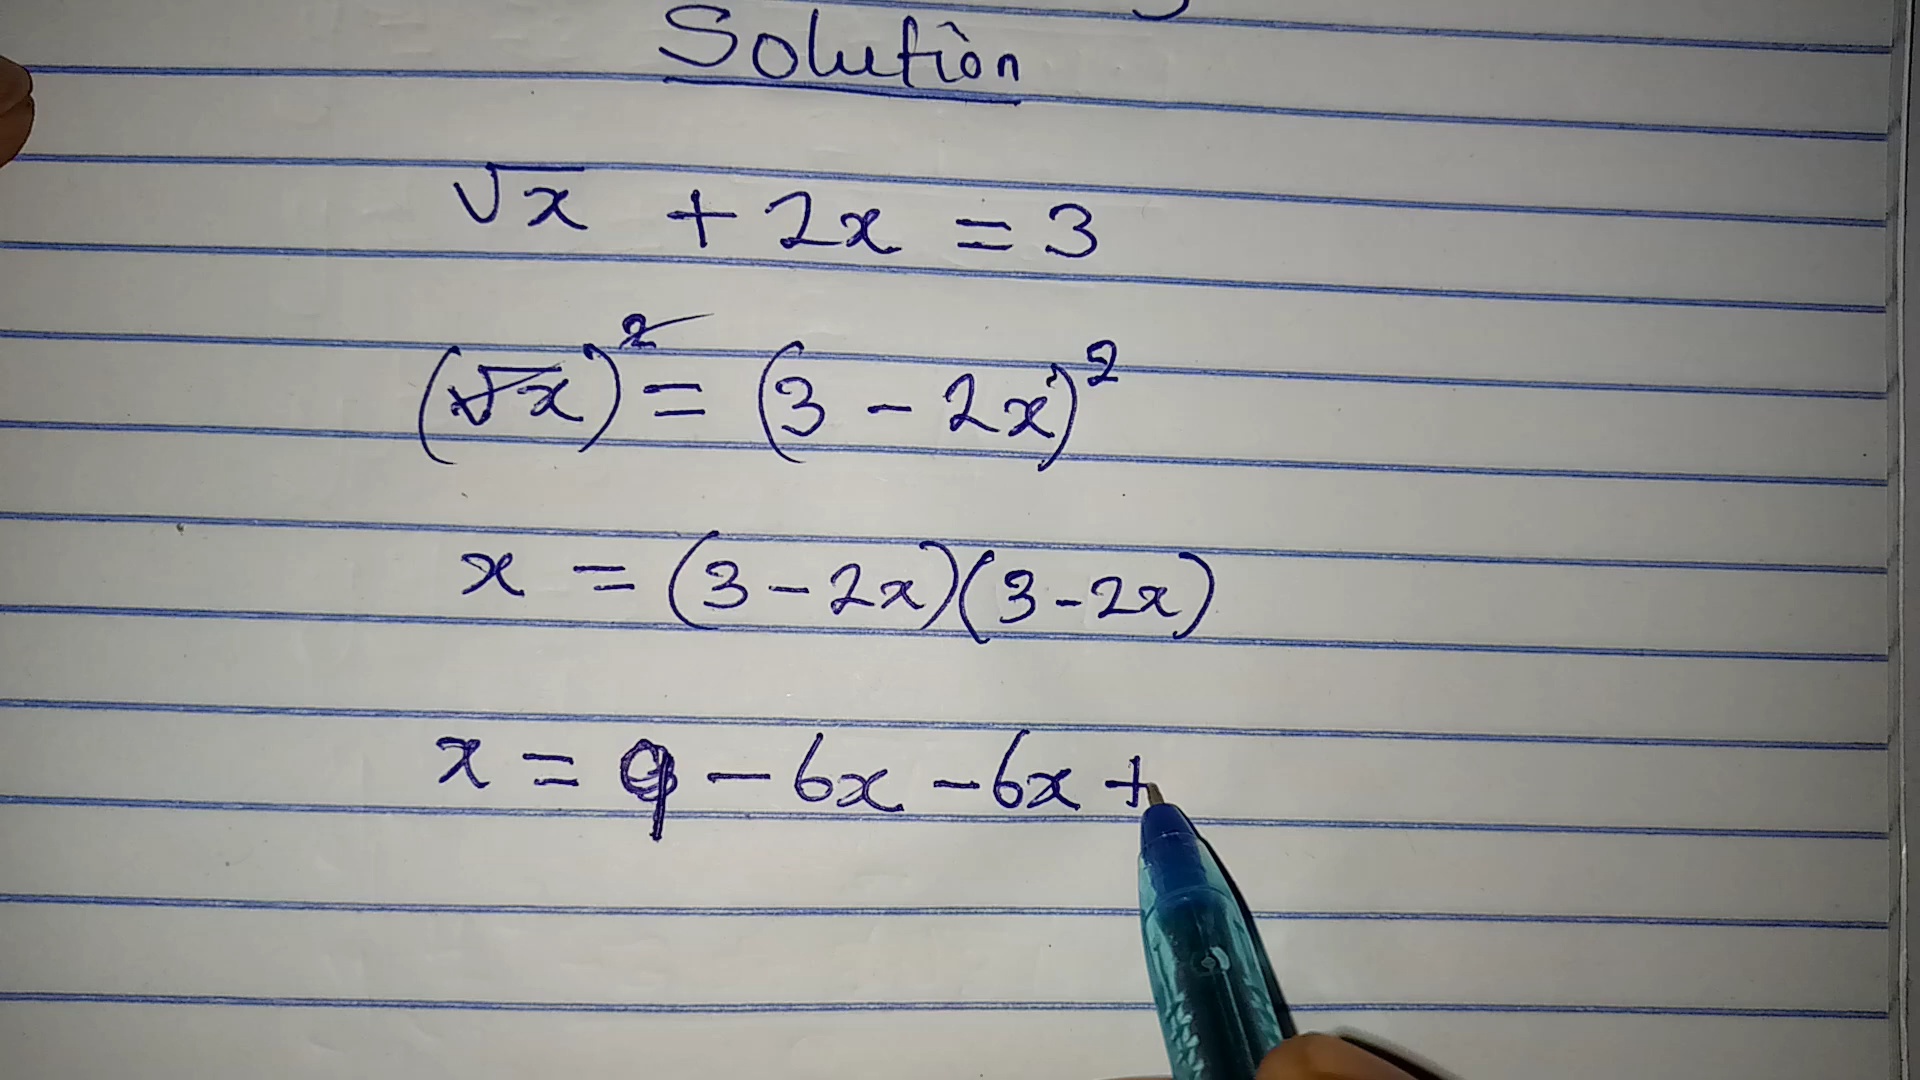 Solution
√x + 2x = 3
(√x)² = (3 - 2x)²
x = (3 - 2x)(3 - 2x)
x = 9 - 6x - 6x +